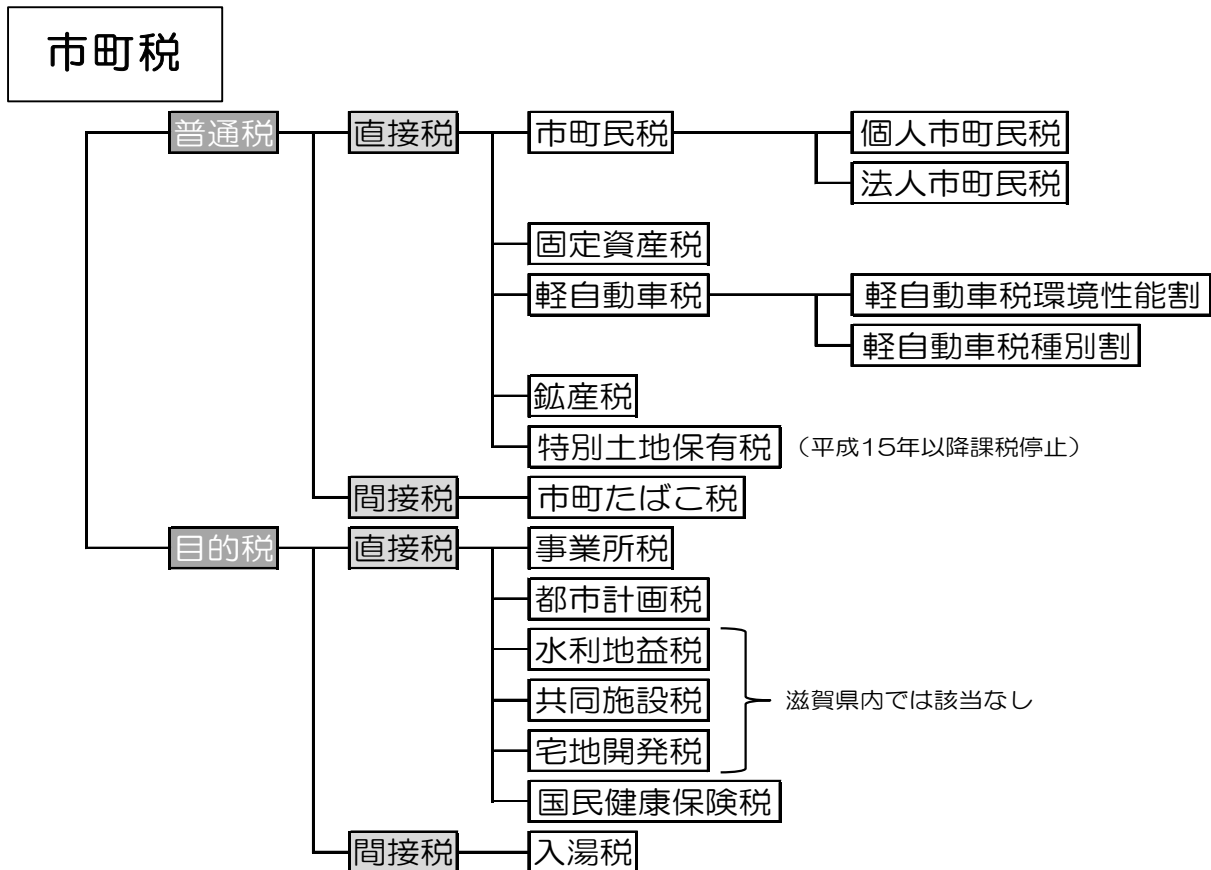 市町税
普通税 直接税 市町民税 個人市町民税
法人市町民税
固定資産税
軽自動車税 軽自動車税環境性能割
軽自動車税種別割
鉱産税
特別土地保有税 （平成15年以降課税停止）
間接税 市町たばこ税
目的税 直接税 事業所税
都市計画税
水利地益税
共同施設税 滋賀県内では該当なし
宅地開発税
国民健康保険税
間接税 入湯税